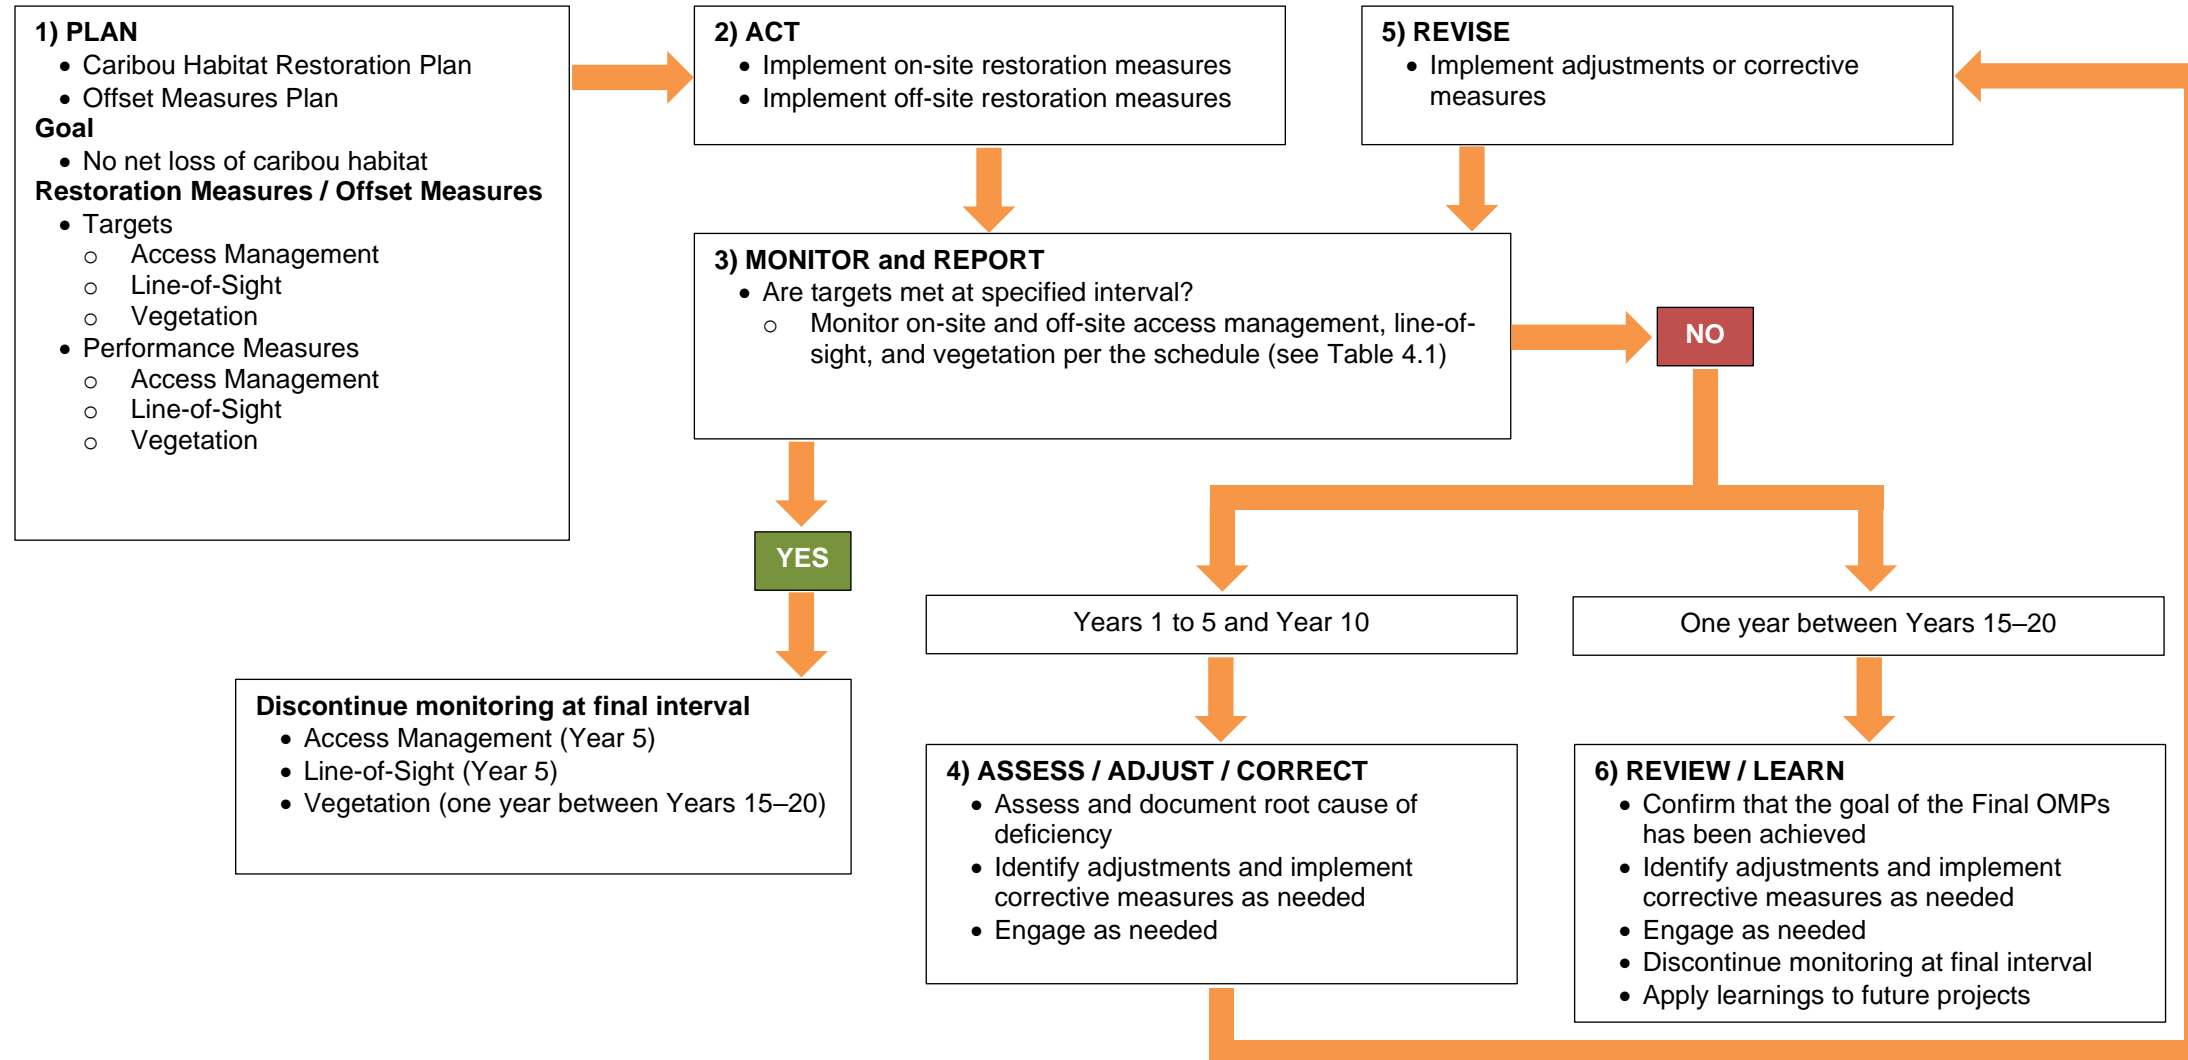 1) PLAN
• Caribou Habitat Restoration Plan
• Offset Measures Plan
Goal
• No net loss of caribou habitat
Restoration Measures / Offset Measures
• Targets
o Access Management
o Line-of-Sight
o Vegetation
• Performance Measures
o Access Management
o Line-of-Sight
o Vegetation
2) ACT
• Implement on-site restoration measures
• Implement off-site restoration measures
5) REVISE
• Implement adjustments or corrective
measures
3) MONITOR and REPORT
• Are targets met at specified interval?
o Monitor on-site and off-site access management, line-of-
sight, and vegetation per the schedule (see Table 4.1)
NO
YES
Discontinue monitoring at final interval
• Access Management (Year 5)
• Line-of-Sight (Year 5)
• Vegetation (one year between Years 15–20)
Years 1 to 5 and Year 10
One year between Years 15–20
4) ASSESS / ADJUST / CORRECT
• Assess and document root cause of
deficiency
• Identify adjustments and implement
corrective measures as needed
• Engage as needed
6) REVIEW / LEARN
• Confirm that the goal of the Final OMPs
has been achieved
• Identify adjustments and implement
corrective measures as needed
• Engage as needed
• Discontinue monitoring at final interval
• Apply learnings to future projects